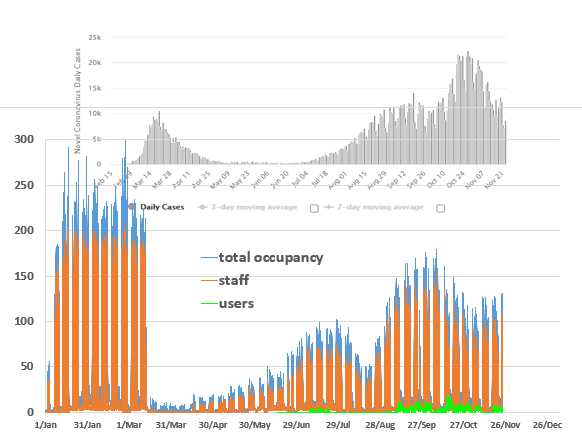 25k
20k
15k
10k
5k
0
Novel Coronavirus Daily Cases
Feb 15
Feb 29
Mar 14
Mar 28
Apr 11
Apr 25
May 09
May 23
Jun 06
Jun 20
Jul 04
Jul 18
Aug 01
Aug 15
Aug 29
Sep 12
Sep 26
Oct 10
Oct 24
Nov 07
Nov 21
Daily Cases 3-day moving average 7-day moving average
300
250
200
150
100
50
0
total occupancy
staff
users
1/Jan 31/Jan 1/Mar 31/Mar 30/Apr 30/May 29/Jun 29/Jul 28/Aug 27/Sep 27/Oct 26/Nov 26/Dec